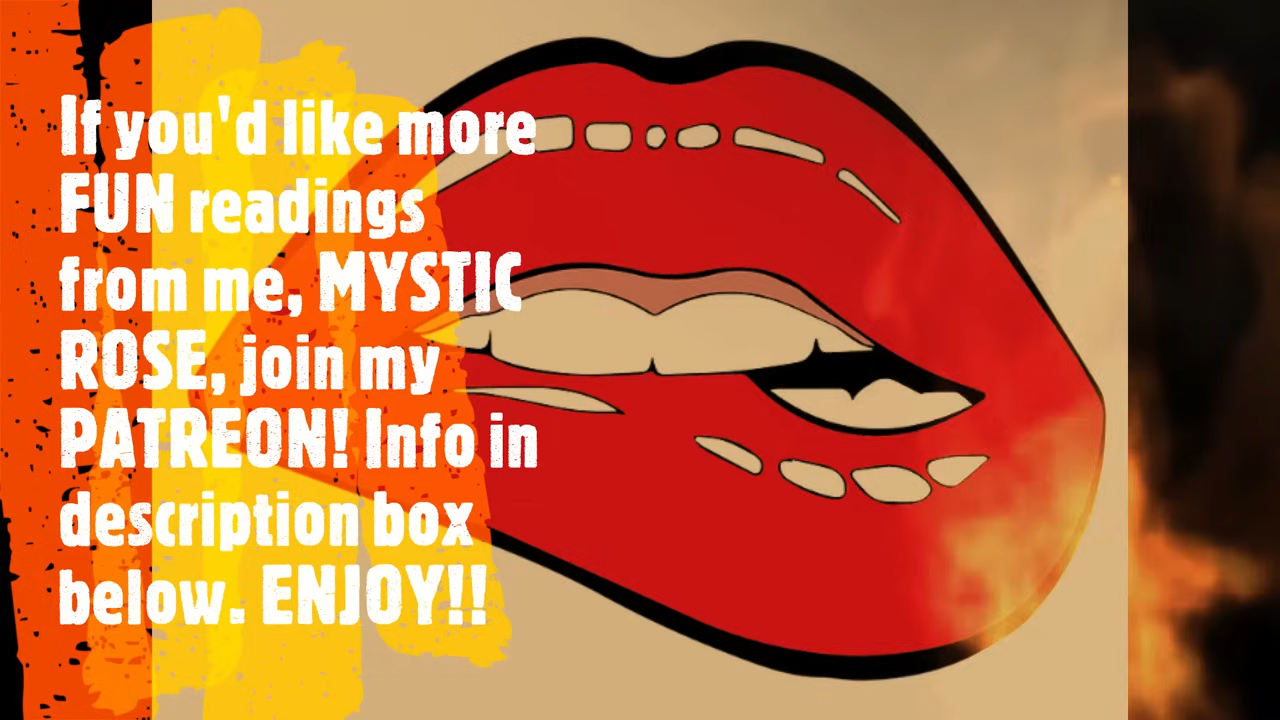 If you'd like more
FUN readings
from me, MYSTIC
ROSE, join my
PATREON! Info in
description box
below. ENJOY!!